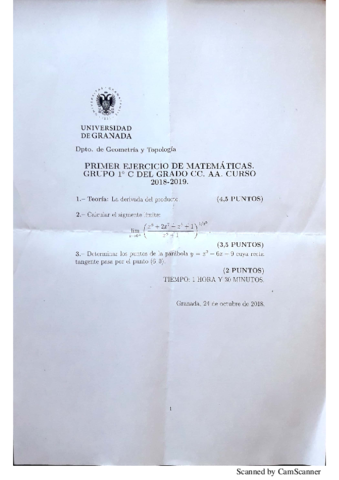 UNIVERSIDAD
DE GRANADA
Dpto. de Geometría y Topología
PRIMER EJERCICIO DE MATEMÁTICAS.
GRUPO 1º C DEL GRADO CC. AA. CURSO
2018-2019.
1.- Teoría: La derivada del producto (4,5 PUNTOS)
2.- Calcular el siguiente límite
lim
(3,5 PUNTOS)
3.- Determinar los puntos de la parábola cuya recta
tangente pase por el punto
(2 PUNTOS)
TIEMPO: 1 HORA Y 30 MINUTOS.
Granada, 24 de octubre de 2018.
1
Scanned by CamScanner